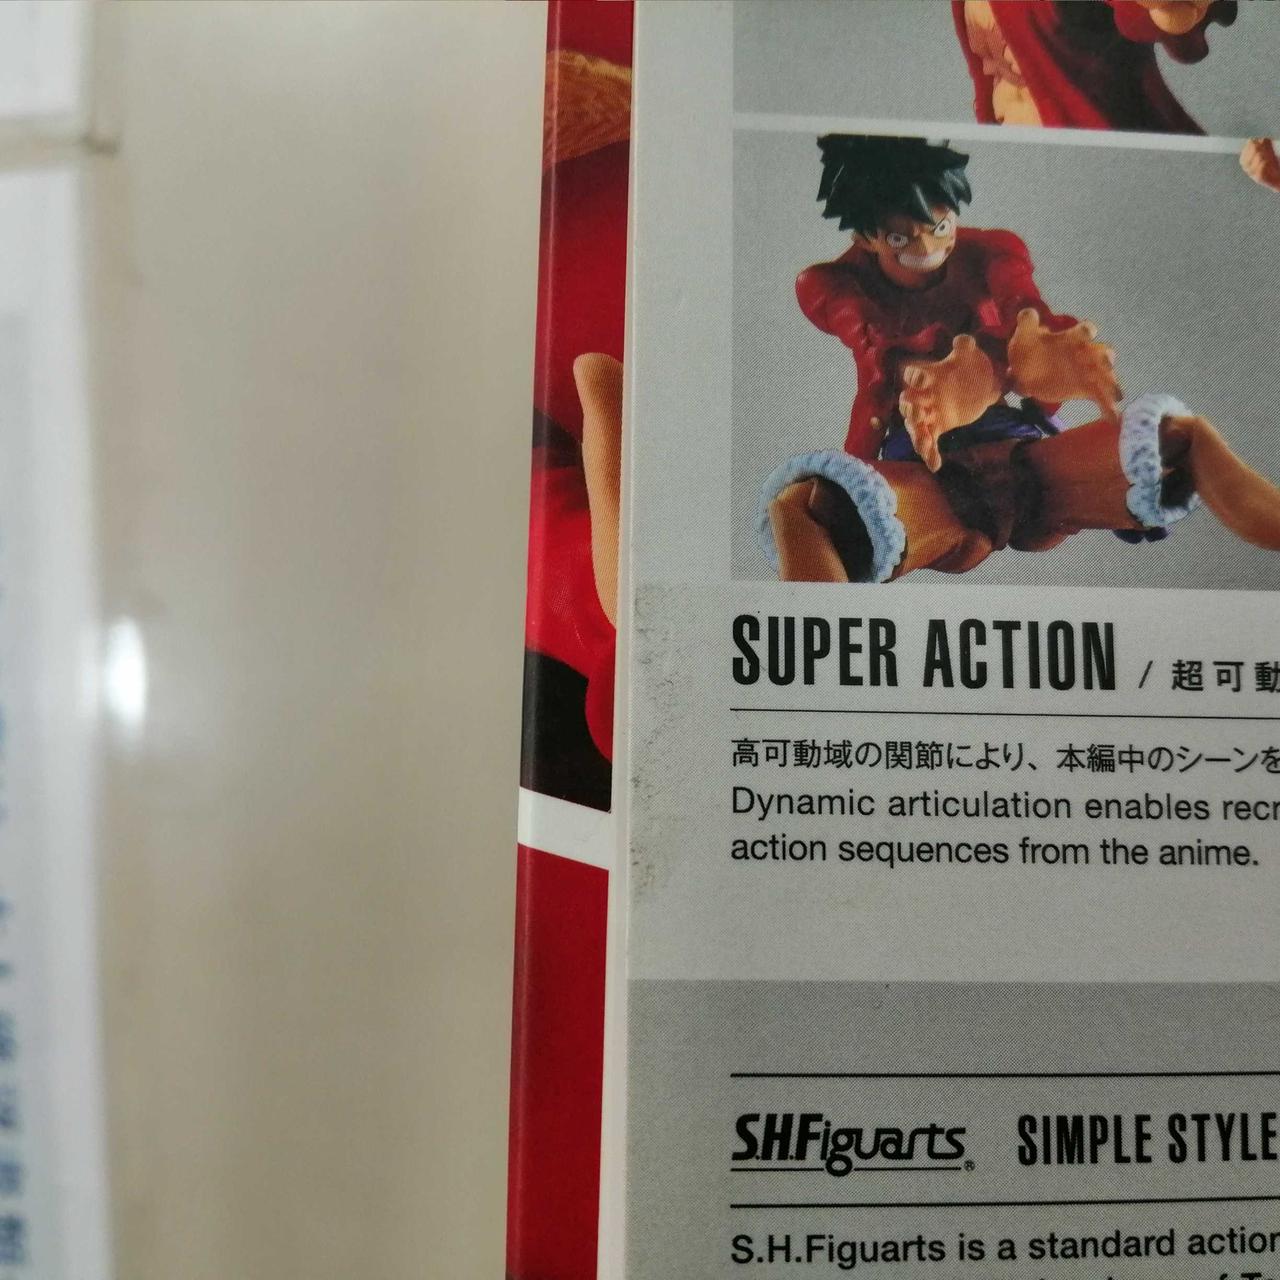 SUPER ACTION / 超可動
高可動域の関節により、本編中のシーンを
Dynamic articulation enables recr
action sequences from the anime.
S.H.Figuarts® SIMPLE STYLE
S.H.Figuarts is a standard action